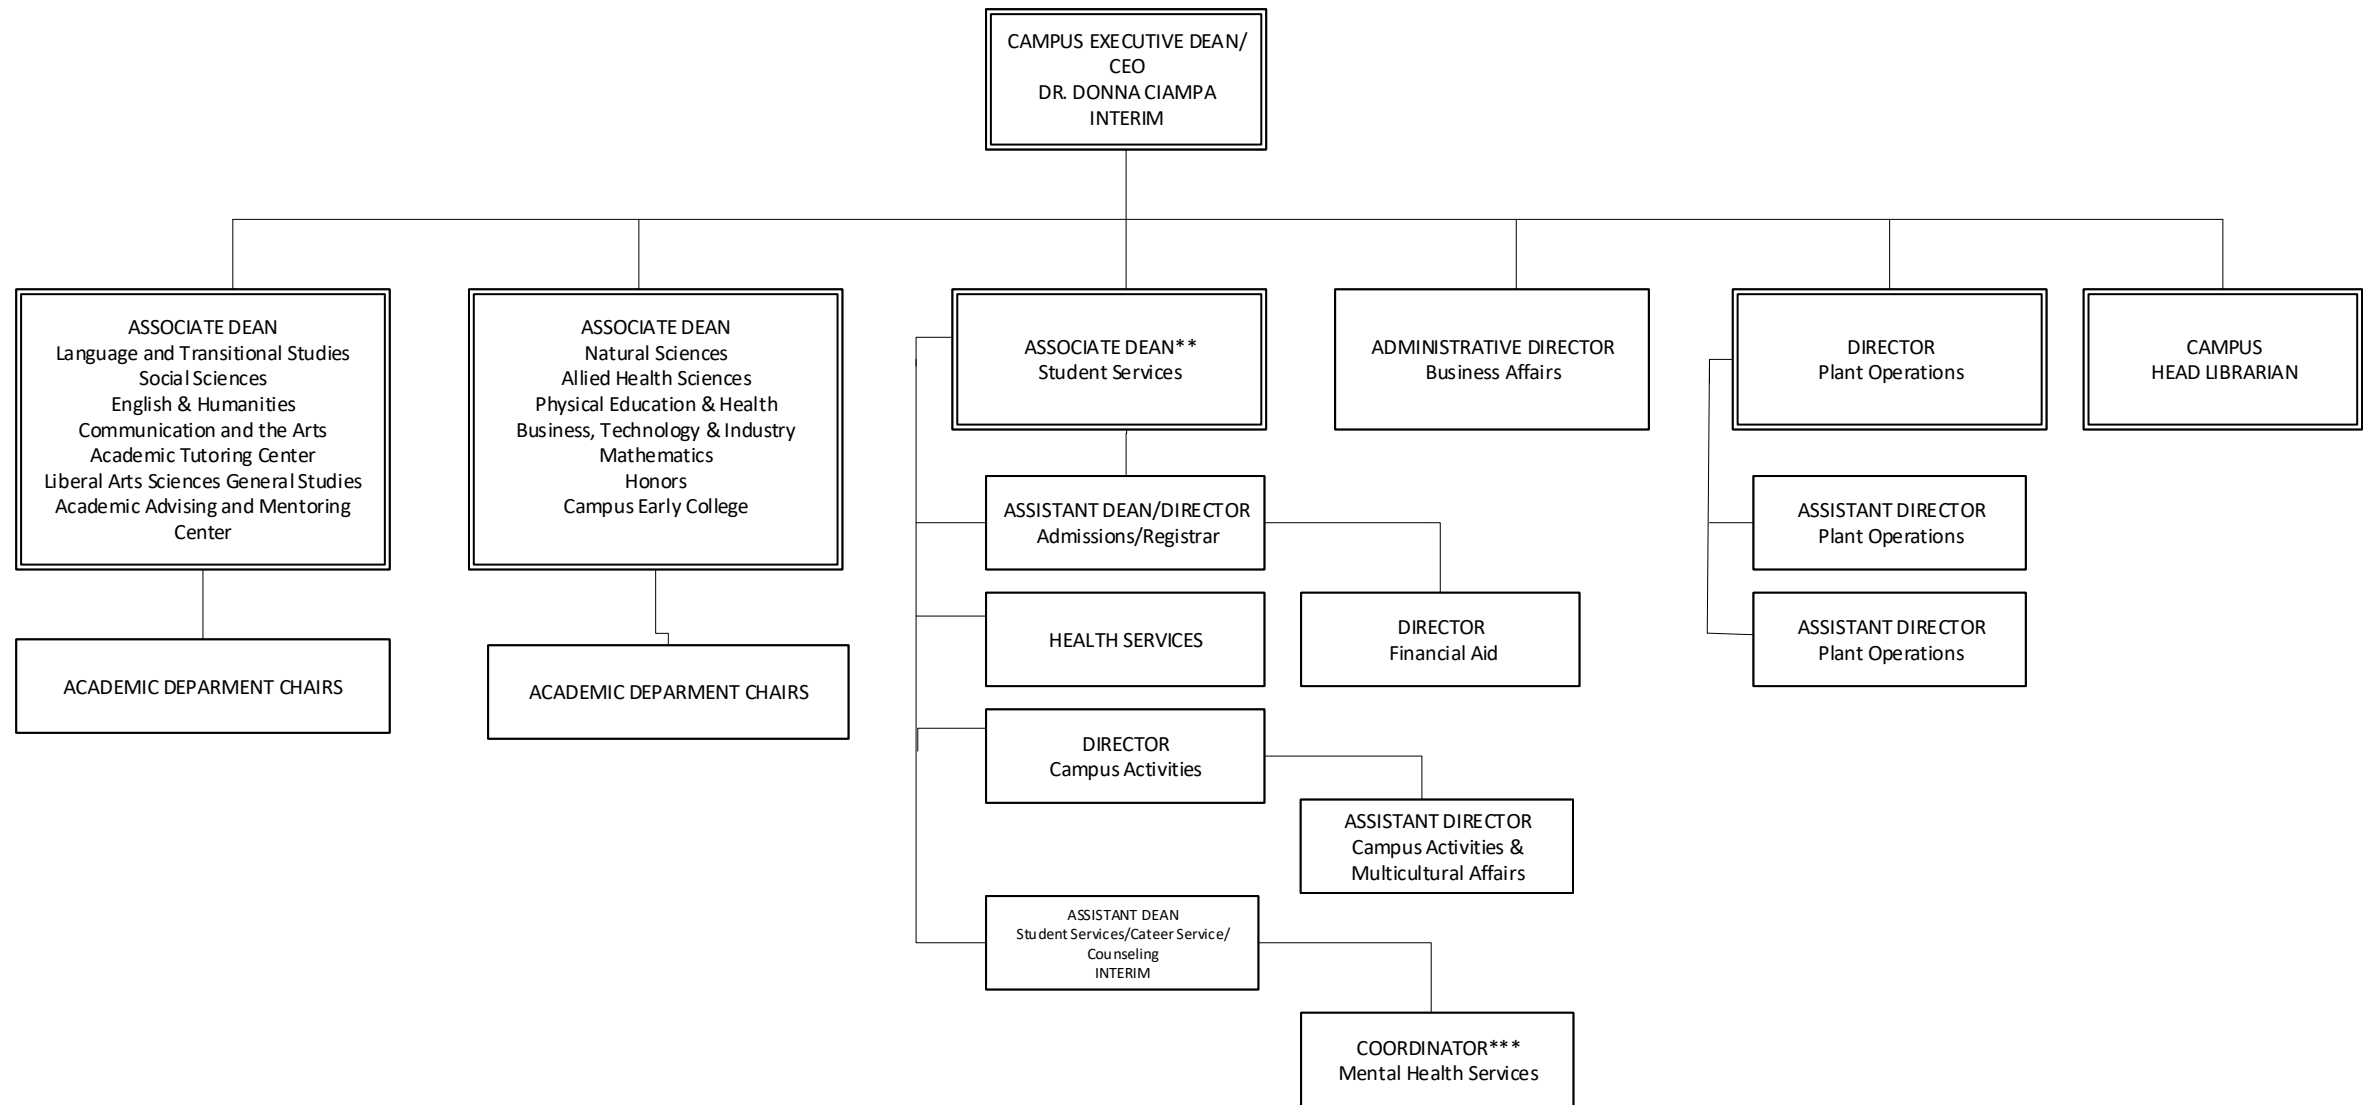 CAMPUS EXECUTIVE DEAN/
CEO
DR. DONNA CIAMPA
INTERIM
ASSOCIATE DEAN
Language and Transitional Studies
Social Sciences
English & Humanities
Communication and the Arts
Academic Tutoring Center
Liberal Arts Sciences General Studies
Academic Advising and Mentoring
Center
ASSOCIATE DEAN
Natural Sciences
Allied Health Sciences
Physical Education & Health
Business, Technology & Industry
Mathematics
Honors
Campus Early College
ASSOCIATE DEAN**
Student Services
ADMINISTRATIVE DIRECTOR
Business Affairs
DIRECTOR
Plant Operations
CAMPUS
HEAD LIBRARIAN
ACADEMIC DEPARMENT CHAIRS
ACADEMIC DEPARMENT CHAIRS
ASSISTANT DEAN/DIRECTOR
Admissions/Registrar
HEALTH SERVICES
DIRECTOR
Financial Aid
DIRECTOR
Campus Activities
ASSISTANT DIRECTOR
Campus Activities &
Multicultural Affairs
ASSISTANT DEAN
Student Services/Cateer Service/
Counseling
INTERIM
COORDINATOR***
Mental Health Services
ASSISTANT DIRECTOR
Plant Operations
ASSISTANT DIRECTOR
Plant Operations